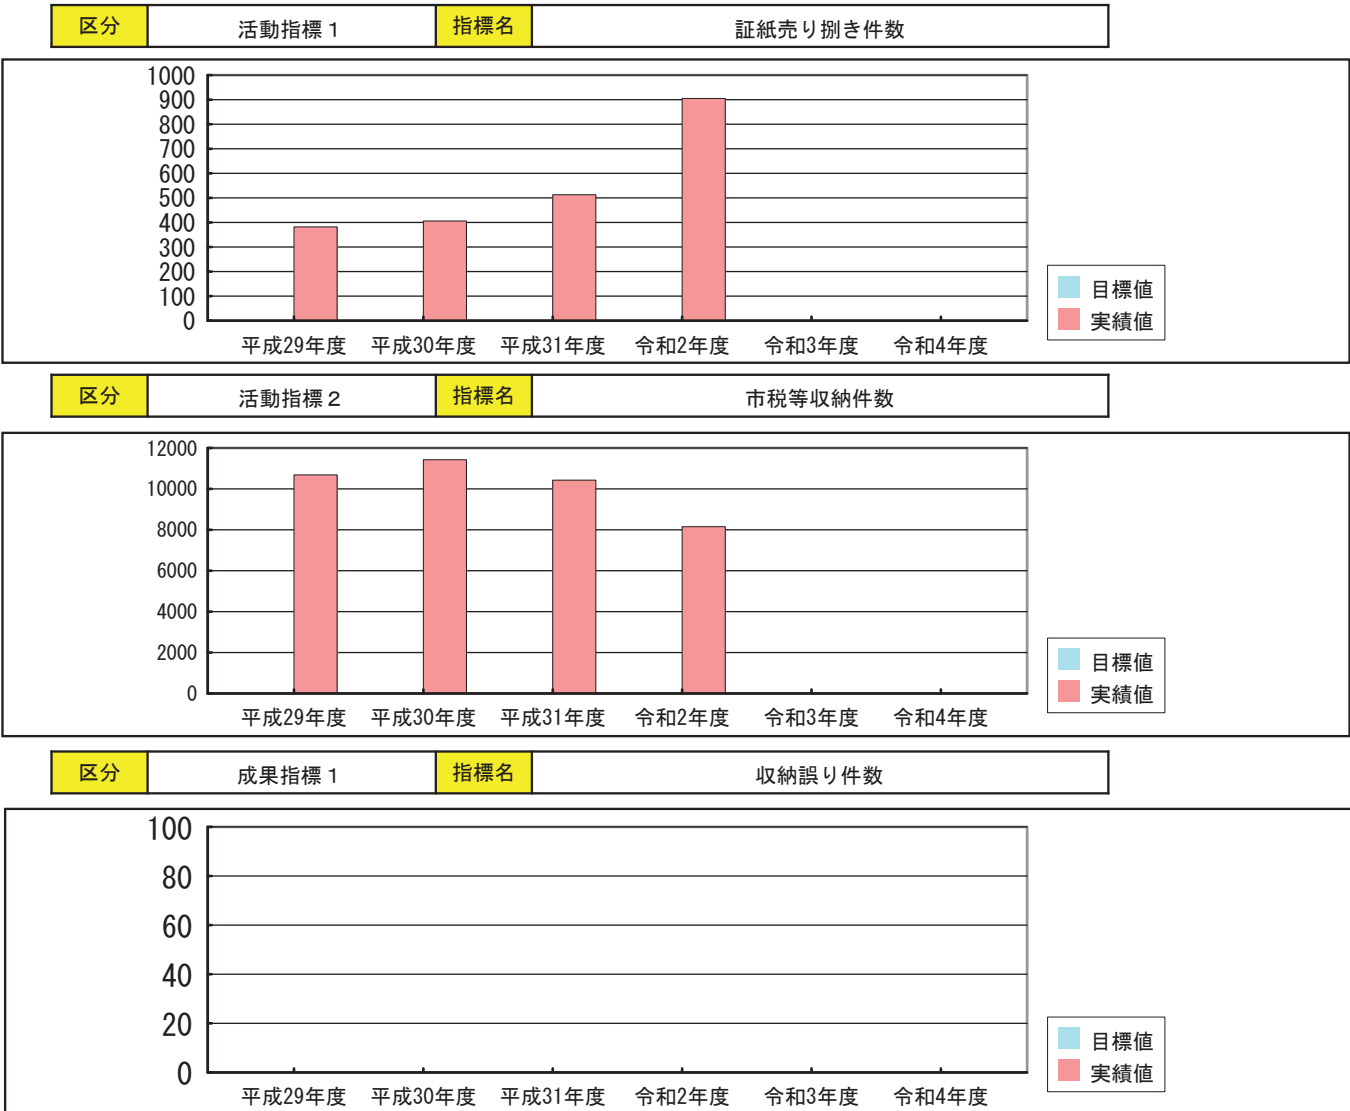 区分 活動指標１ 指標名 証紙売り捌き件数
1000
900
800
700
600
500
400
300
200
100
0
平成29年度 平成30年度 平成31年度 令和2年度 令和3年度 令和4年度
目標値
実績値
区分 活動指標２ 指標名 市税等収納件数
12000
10000
8000
6000
4000
2000
0
平成29年度 平成30年度 平成31年度 令和2年度 令和3年度 令和4年度
目標値
実績値
区分 成果指標１ 指標名 収納誤り件数
100
80
60
40
20
0
平成29年度 平成30年度 平成31年度 令和2年度 令和3年度 令和4年度
目標値
実績値